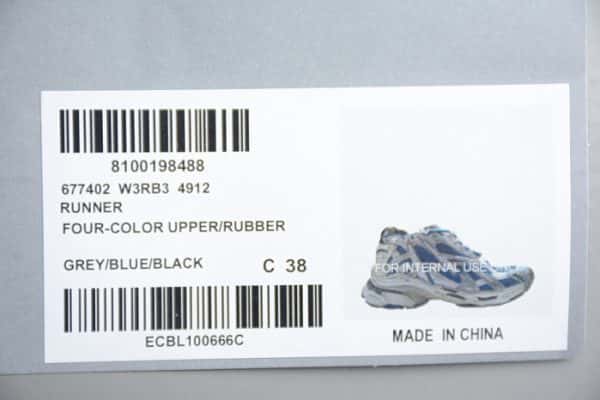 8100198488
677402 W3RB3 4912
RUNNER
FOUR-COLOR UPPER/RUBBER
GREY/BLUE/BLACK C 38
ECBL100666C
FOR INTERNAL USE
MADE IN CHINA